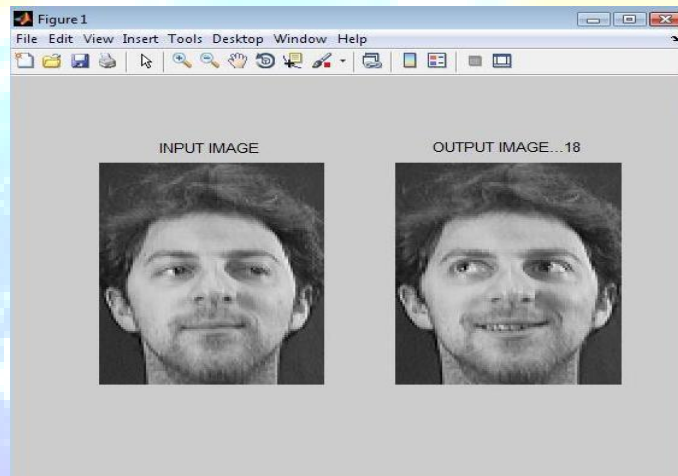 Figure 1
File Edit View Insert Tools Desktop Window Help
INPUT IMAGE
OUTPUT IMAGE...18